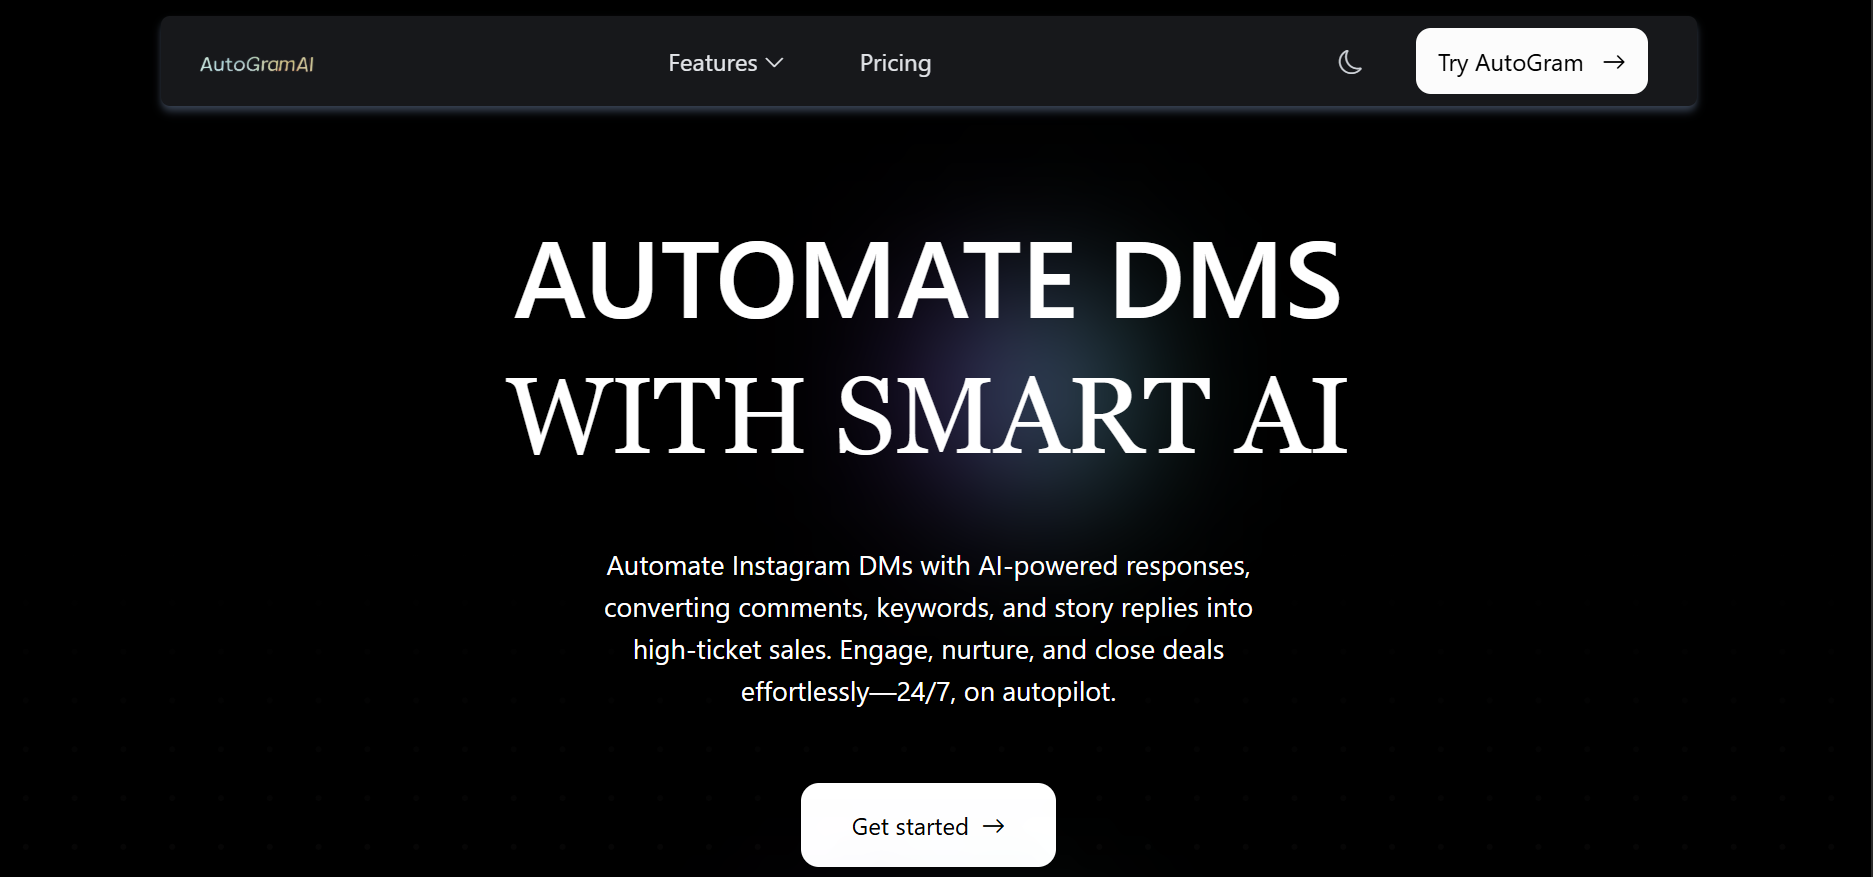 AutoGramAI
Features
Pricing
Try AutoGram
AUTOMATE DMS
WITH SMART AI
Automate Instagram DMs with AI-powered responses,
converting comments, keywords, and story replies into
high-ticket sales. Engage, nurture, and close deals
effortlessly—24/7, on autopilot.
Get started